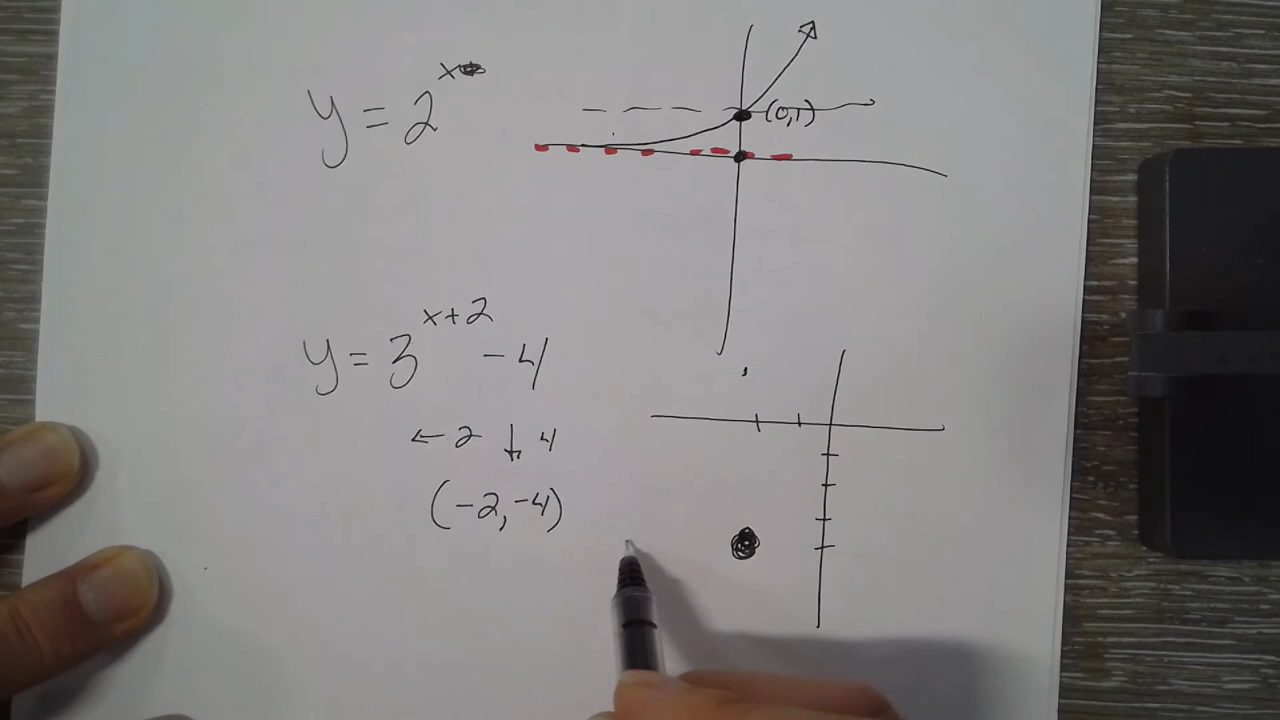 y = 2^x
(0,1)
y = 3^{x+2} - 4
← 2 ↓ 4
(-2, -4)